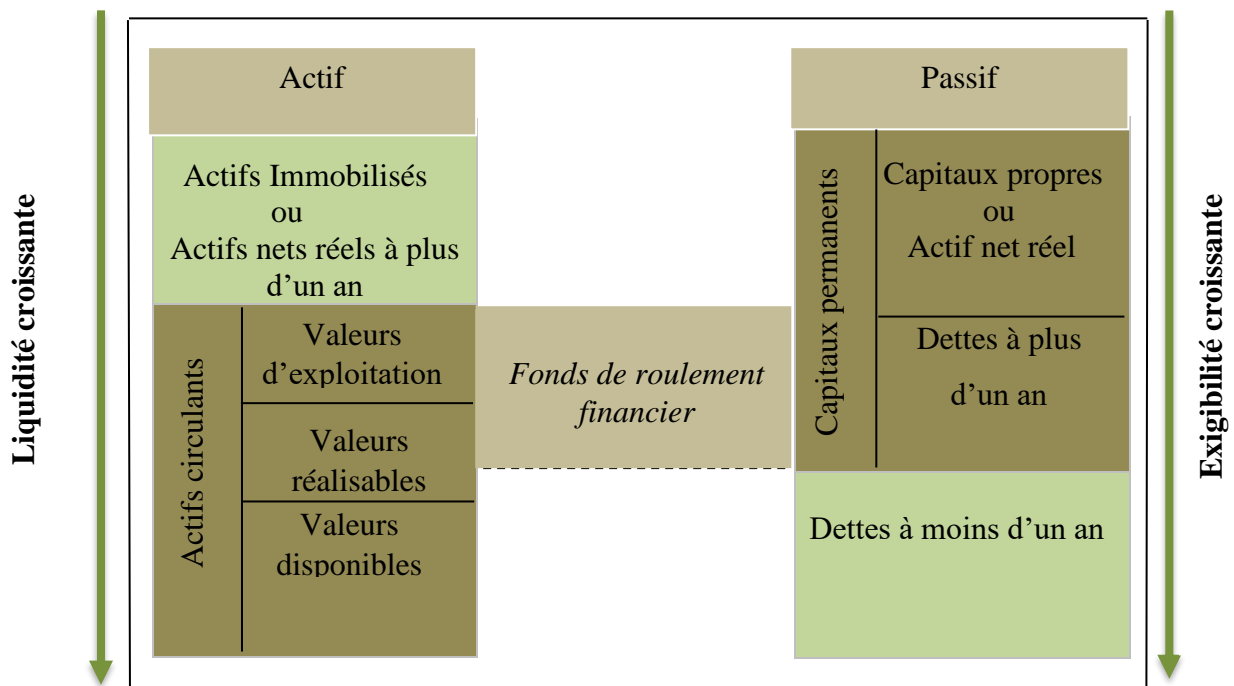 Liquidité croissante
Actif
Actifs Immobilisés
ou
Actifs nets réels à plus
d’un an
Actifs circulants
Valeurs
d’exploitation
Valeurs
réalisables
Valeurs
disponibles
Fonds de roulement
financier
Passif
Capitaux permanents
Capitaux propres
ou
Actif net réel
Dettes à plus
d’un an
Dettes à moins d’un an
Exigibilité croissante